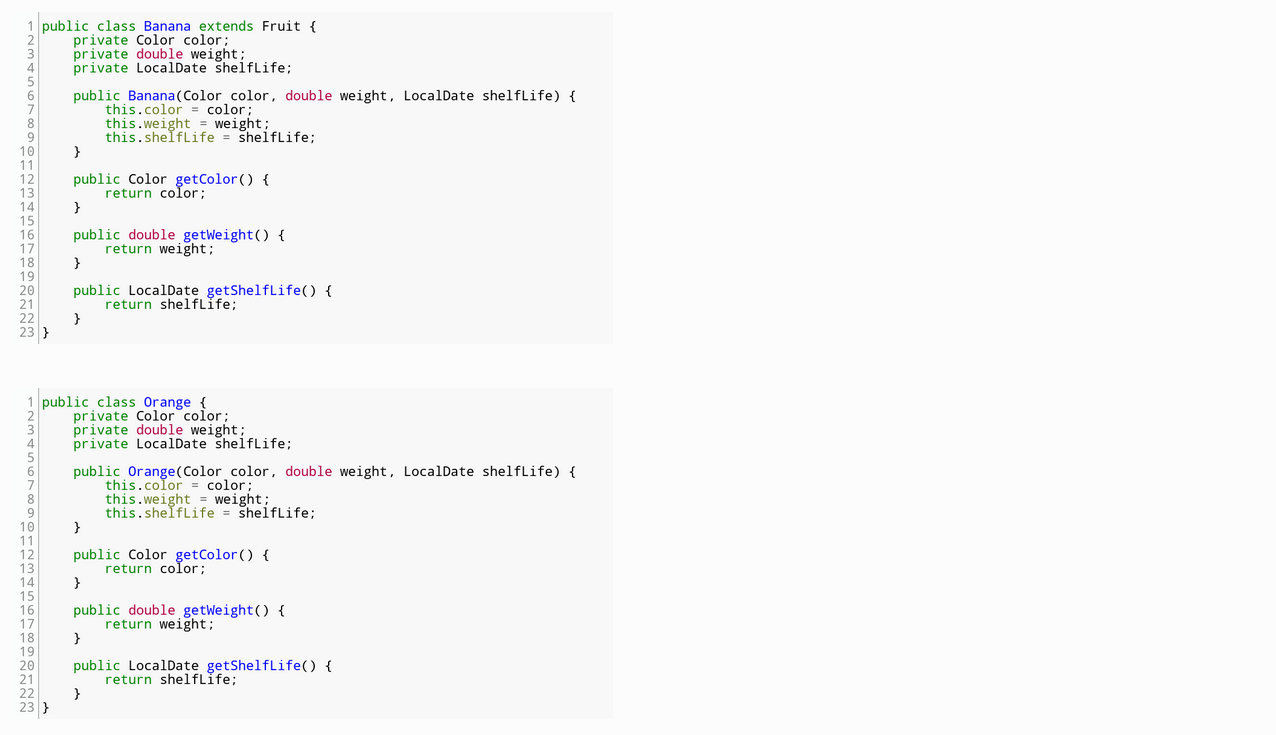 1 public class Banana extends Fruit {
2     private Color color;
3     private double weight;
4     private LocalDate shelfLife;
5
6     public Banana(Color color, double weight, LocalDate shelfLife) {
7         this.color = color;
8         this.weight = weight;
9         this.shelfLife = shelfLife;
10     }
11
12     public Color getColor() {
13         return color;
14     }
15
16     public double getWeight() {
17         return weight;
18     }
19
20     public LocalDate getShelfLife() {
21         return shelfLife;
22     }
23 }
1 public class Orange {
2     private Color color;
3     private double weight;
4     private LocalDate shelfLife;
5
6     public Orange(Color color, double weight, LocalDate shelfLife) {
7         this.color = color;
8         this.weight = weight;
9         this.shelfLife = shelfLife;
10     }
11
12     public Color getColor() {
13         return color;
14     }
15
16     public double getWeight() {
17         return weight;
18     }
19
20     public LocalDate getShelfLife() {
21         return shelfLife;
22     }
23 }